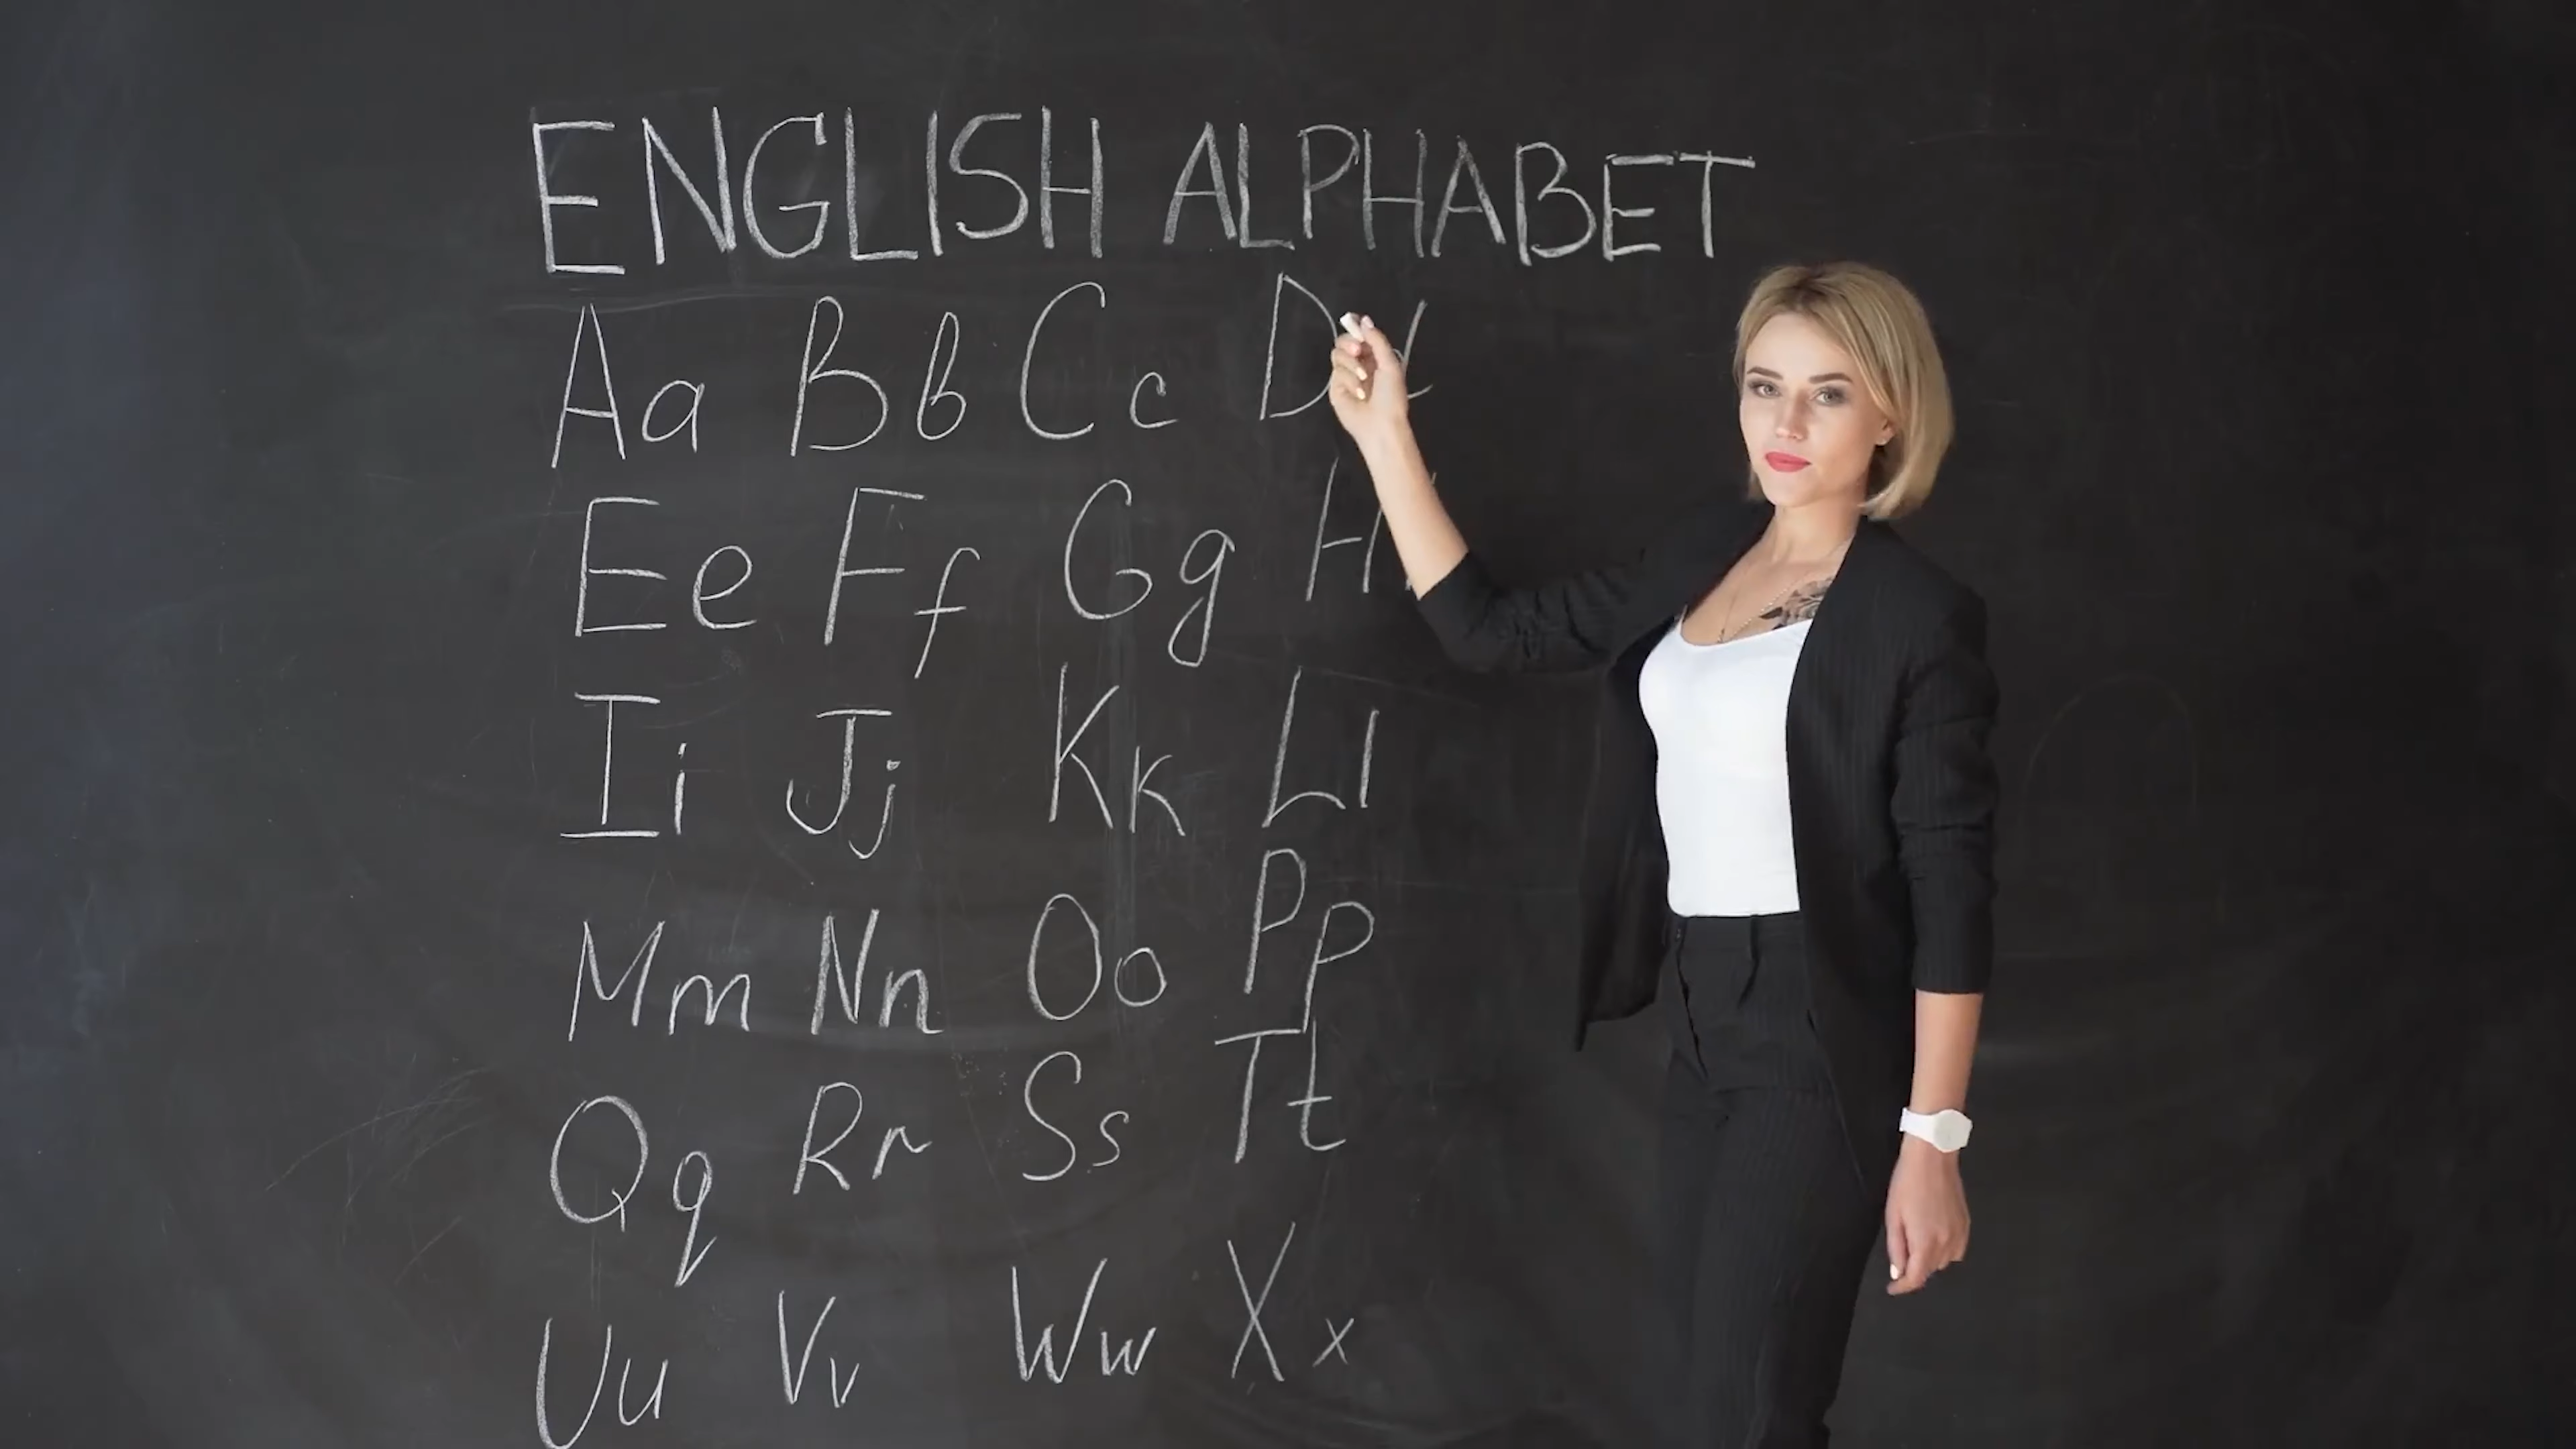 ENGLISH ALPHABET
Aa Bb Cc Dd
Ee Ff Gg H
Ii Jj Kk Ll
Mm Nn Oo Pp
Qq Rr Ss Tt
Uu Vv Ww Xx